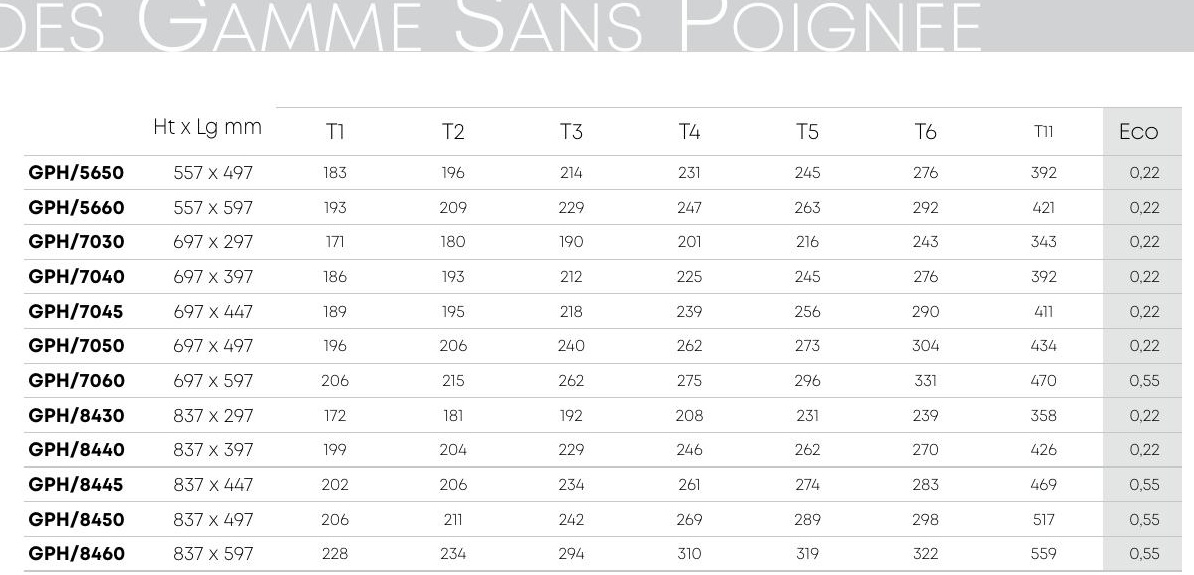 DES GAMME SANS POIGNEE
Ht x Lg mm T1 T2 T3 T4 T5 T6 T11 Eco
GPH/5650 557 x 497 183 196 214 231 245 276 392 0,22
GPH/5660 557 x 597 193 209 229 247 263 292 421 0,22
GPH/7030 697 x 297 171 180 190 201 216 243 343 0,22
GPH/7040 697 x 397 186 193 212 225 245 276 392 0,22
GPH/7045 697 x 447 189 195 218 239 256 290 411 0,22
GPH/7050 697 x 497 196 206 240 262 273 304 434 0,22
GPH/7060 697 x 597 206 215 262 275 296 331 470 0,55
GPH/8430 837 x 297 172 181 192 208 231 239 358 0,22
GPH/8440 837 x 397 199 204 229 246 262 270 426 0,22
GPH/8445 837 x 447 202 206 234 261 274 283 469 0,55
GPH/8450 837 x 497 206 211 242 269 289 298 517 0,55
GPH/8460 837 x 597 228 234 294 310 319 322 559 0,55